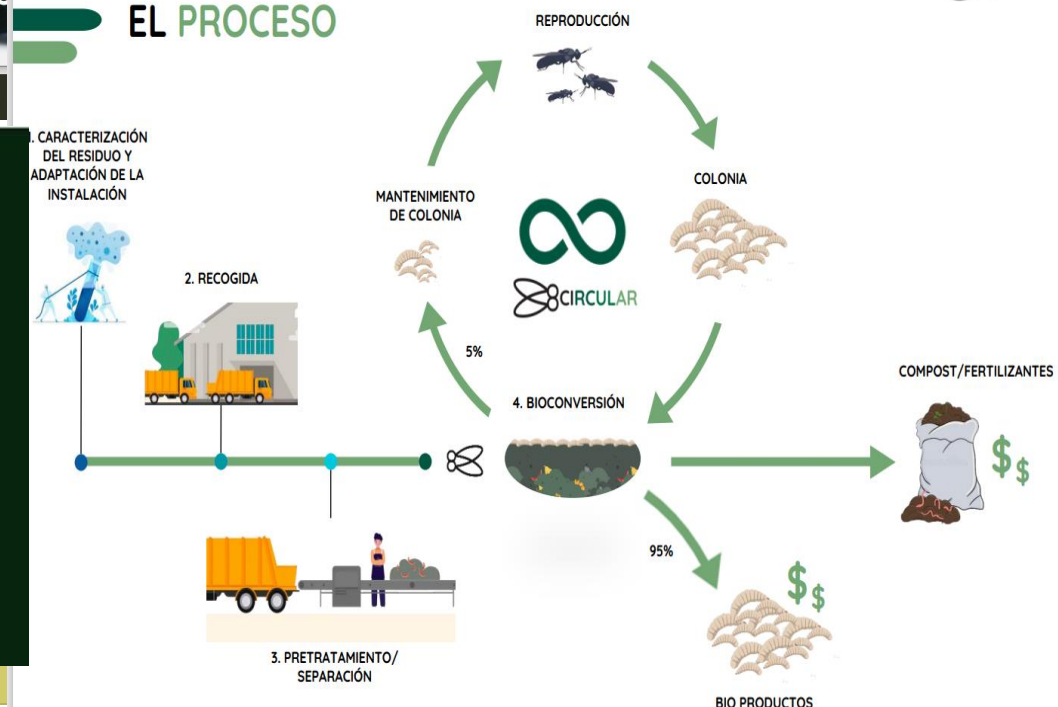 EL PROCESO
REPRODUCCIÓN
1. CARACTERIZACIÓN
DEL RESIDUO Y
ADAPTACIÓN DE LA
INSTALACIÓN
MANTENIMIENTO
DE COLONIA
COLONIA
2. RECOGIDA
CIRCULAR
5%
4. BIOCONVERSIÓN
COMPOST/FERTILIZANTES
$$
95%
$$
3. PRETRATAMIENTO/
SEPARACIÓN
BIO PRODUCTOS